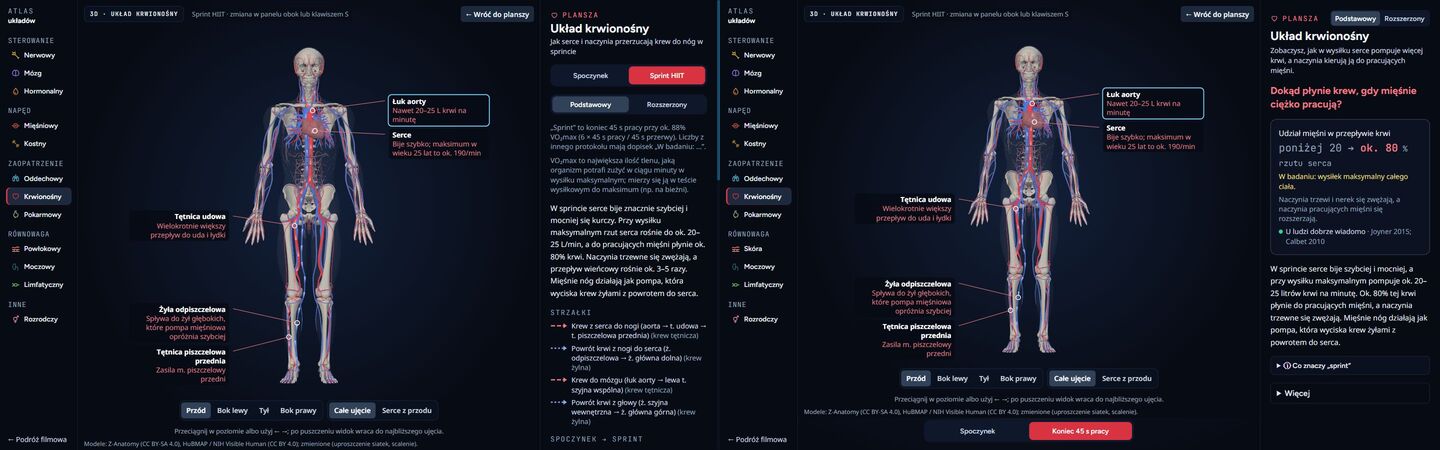 ATLAS
układów
STEROWANIE
Nerwowy
Mózg
Hormonalny
NAPĘD
Mięśniowy
Kostny
ZAOPATRZENIE
Oddechowy
Krwionośny
Pokarmowy
RÓWNOWAGA
Powłokowy
Moczowy
Limfatyczny
INNE
Rozrodczy
← Podróż filmowa
3D · UKŁAD KRWIONOŚNY
Sprint HIIT · zmiana w panelu obok lub klawiszem S
← Wróć do planszy
Łuk aorty
Nawet 20–25 L krwi na
minutę
Serce
Bije szybko; maksimum w
wieku 25 lat to ok. 190/min
Tętnica udowa
Wielokrotnie większy
przepływ do uda i łydki
Żyła odpiszczelowa
Spływa do żył głębokich,
które pompa mięśniowa
opróżnia szybciej
Tętnica piszczelowa
przednia
Zasila m. piszczelowy
przedni
Przód
Bok lewy
Tył
Bok prawy
Całe ujęcie
Serce z przodu
Przeciągnij w poziomie albo użyj ← →; po puszczeniu widok wraca do najbliższego ujęcia.
Modele: Z-Anatomy (CC BY-SA 4.0), HuBMAP / NIH Visible Human (CC BY 4.0); zmienione (uproszczenie siatek, scalenie).
PLANSZA
Układ krwionośny
Jak serce i naczynia przerzucają krew do nóg w
sprincie
Spoczynek
Sprint HIIT
Podstawowy
Rozszerzony
„Sprint” to koniec 45 s pracy przy ok. 88%
VO₂max (6 × 45 s pracy / 45 s przerwy). Liczby z
innego protokołu mają dopisek „W badaniu: …”.
VO₂max to największa ilość tlenu, jaką
organizm potrafi zużyć w ciągu minuty w
wysiłku maksymalnym; mierzy się ją w teście
wysiłkowym do maksimum (np. na bieżni).
W sprincie serce bije znacznie szybciej i
mocniej się kurczy. Przy wysiłku
maksymalnym rzut serca rośnie do ok. 20–
25 L/min, a do pracujących mięśni płynie ok.
80% krwi. Naczynia trzewne się zwężają, a
przepływ wieńcowy rośnie ok. 3–5 razy.
Mięśnie nóg działają jak pompa, która
wyciska krew żyłami z powrotem do serca.
STRZAŁKI
Krew z serca do nogi (aorta → t. udowa →
t. piszczelowa przednia) (krew tętnicza)
Powrót krwi z nogi do serca (ż.
odpiszczelowa → ż. główna dolna) (krew
żylna)
Krew do mózgu (łuk aorty → lewa t.
szyjna wspólna) (krew tętnicza)
Powrót krwi z głowy (ż. szyjna
wewnętrzna → ż. główna górna) (krew
żylna)
SPOCZYNEK → SPRINT
ATLAS
układów
STEROWANIE
Nerwowy
Mózg
Hormonalny
NAPĘD
Mięśniowy
Kostny
ZAOPATRZENIE
Oddechowy
Krwionośny
Pokarmowy
RÓWNOWAGA
Skóra
Moczowy
Limfatyczny
INNE
Rozrodczy
← Podróż filmowa
3D · UKŁAD KRWIONOŚNY
Sprint HIIT · zmiana w panelu obok lub klawiszem S
← Wróć do planszy
Łuk aorty
Nawet 20–25 L krwi na
minutę
Serce
Bije szybko; maksimum w
wieku 25 lat to ok. 190/min
Tętnica udowa
Wielokrotnie większy
przepływ do uda i łydki
Żyła odpiszczelowa
Spływa do żył głębokich,
które pompa mięśniowa
opróżnia szybciej
Tętnica piszczelowa
przednia
Zasila m. piszczelowy
przedni
Przód
Bok lewy
Tył
Bok prawy
Całe ujęcie
Serce z przodu
Przeciągnij w poziomie albo użyj ← →; po puszczeniu widok wraca do najbliższego ujęcia.
Modele: Z-Anatomy (CC BY-SA 4.0), HuBMAP / NIH Visible Human (CC BY 4.0); zmienione (uproszczenie siatek, scalenie).
Spoczynek
Koniec 45 s pracy
PLANSZA
Podstawowy
Rozszerzony
Układ krwionośny
Zobaczysz, jak w wysiłku serce pompuje więcej
krwi, a naczynia kierują ją do pracujących
mięśni.
Dokąd płynie krew, gdy mięśnie
ciężko pracują?
Udział mięśni w przepływie krwi
poniżej 20 → ok. 80 %
rzutu serca
W badaniu: wysiłek maksymalny całego
ciała.
Naczynia trzewi i nerek się zwężają, a
naczynia pracujących mięśni się
rozszerzają.
U ludzi dobrze wiadomo · Joyner 2015;
Calbet 2010
W sprincie serce bije szybciej i mocniej, a
przy wysiłku maksymalnym pompuje ok. 20–
25 litrów krwi na minutę. Ok. 80% tej krwi
płynie do pracujących mięśni, a naczynia
trzewne się zwężają. Mięśnie nóg działają jak
pompa, która wyciska krew żyłami z
powrotem do serca.
Co znaczy „sprint”
Więcej